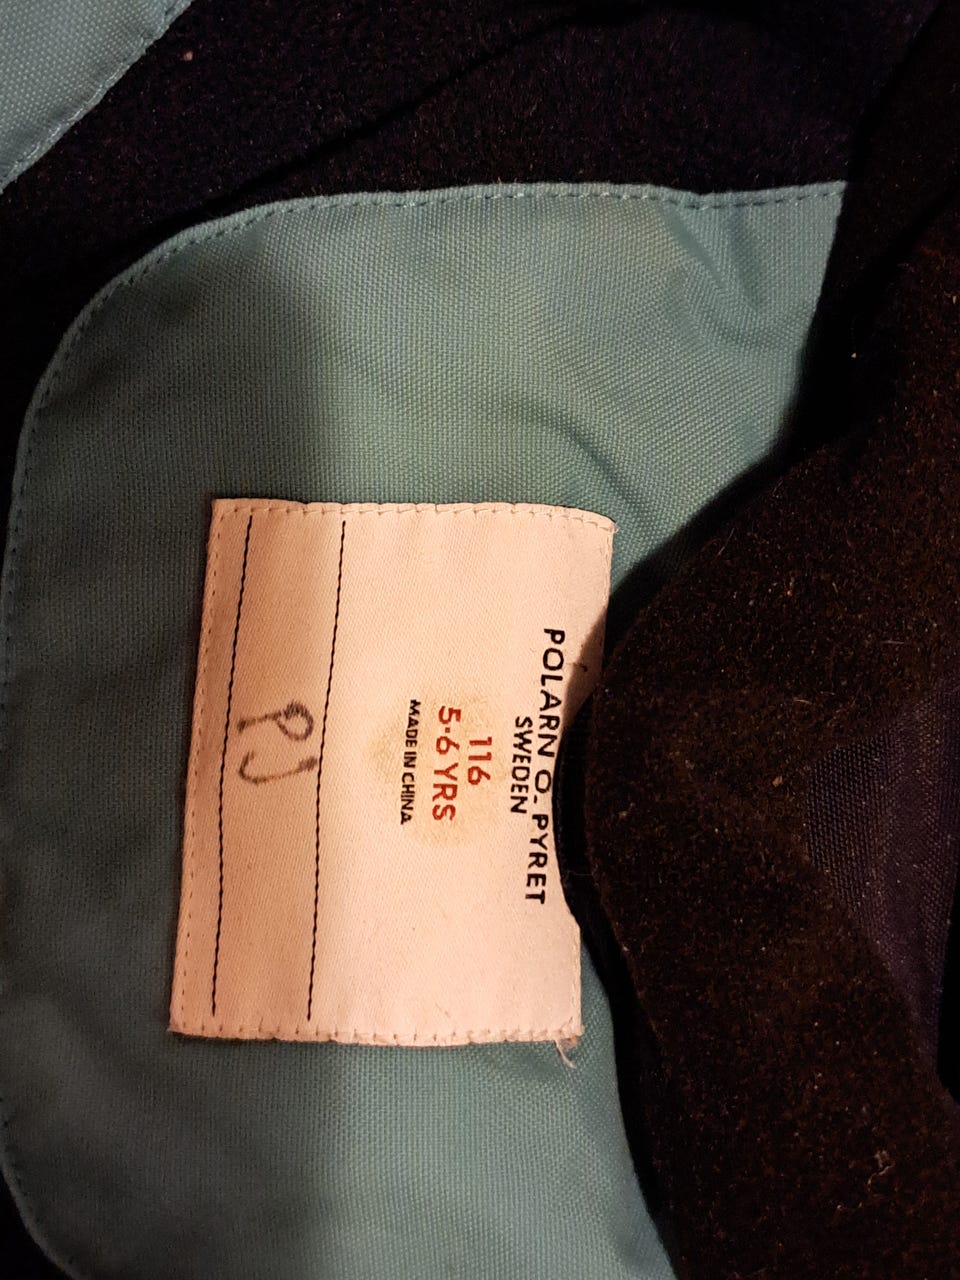 POLARN O. PYRET
SWEDEN
116
5-6 YRS
MADE IN CHINA
PJ